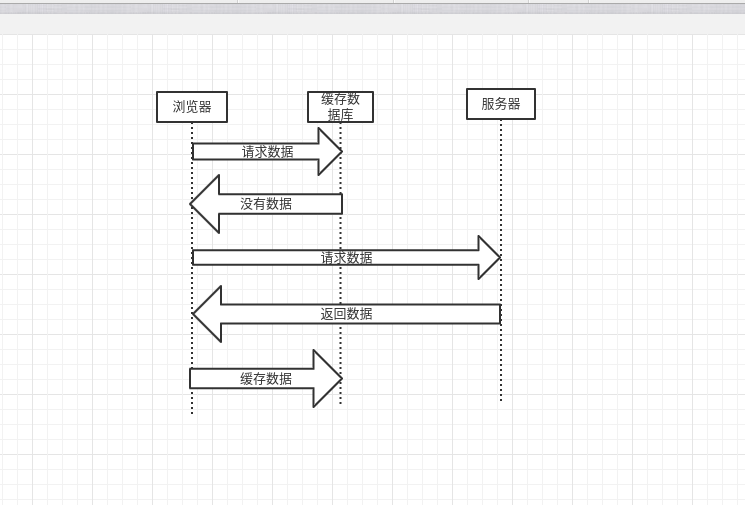 浏览器
缓存数
据库
服务器
请求数据
没有数据
请求数据
返回数据
缓存数据